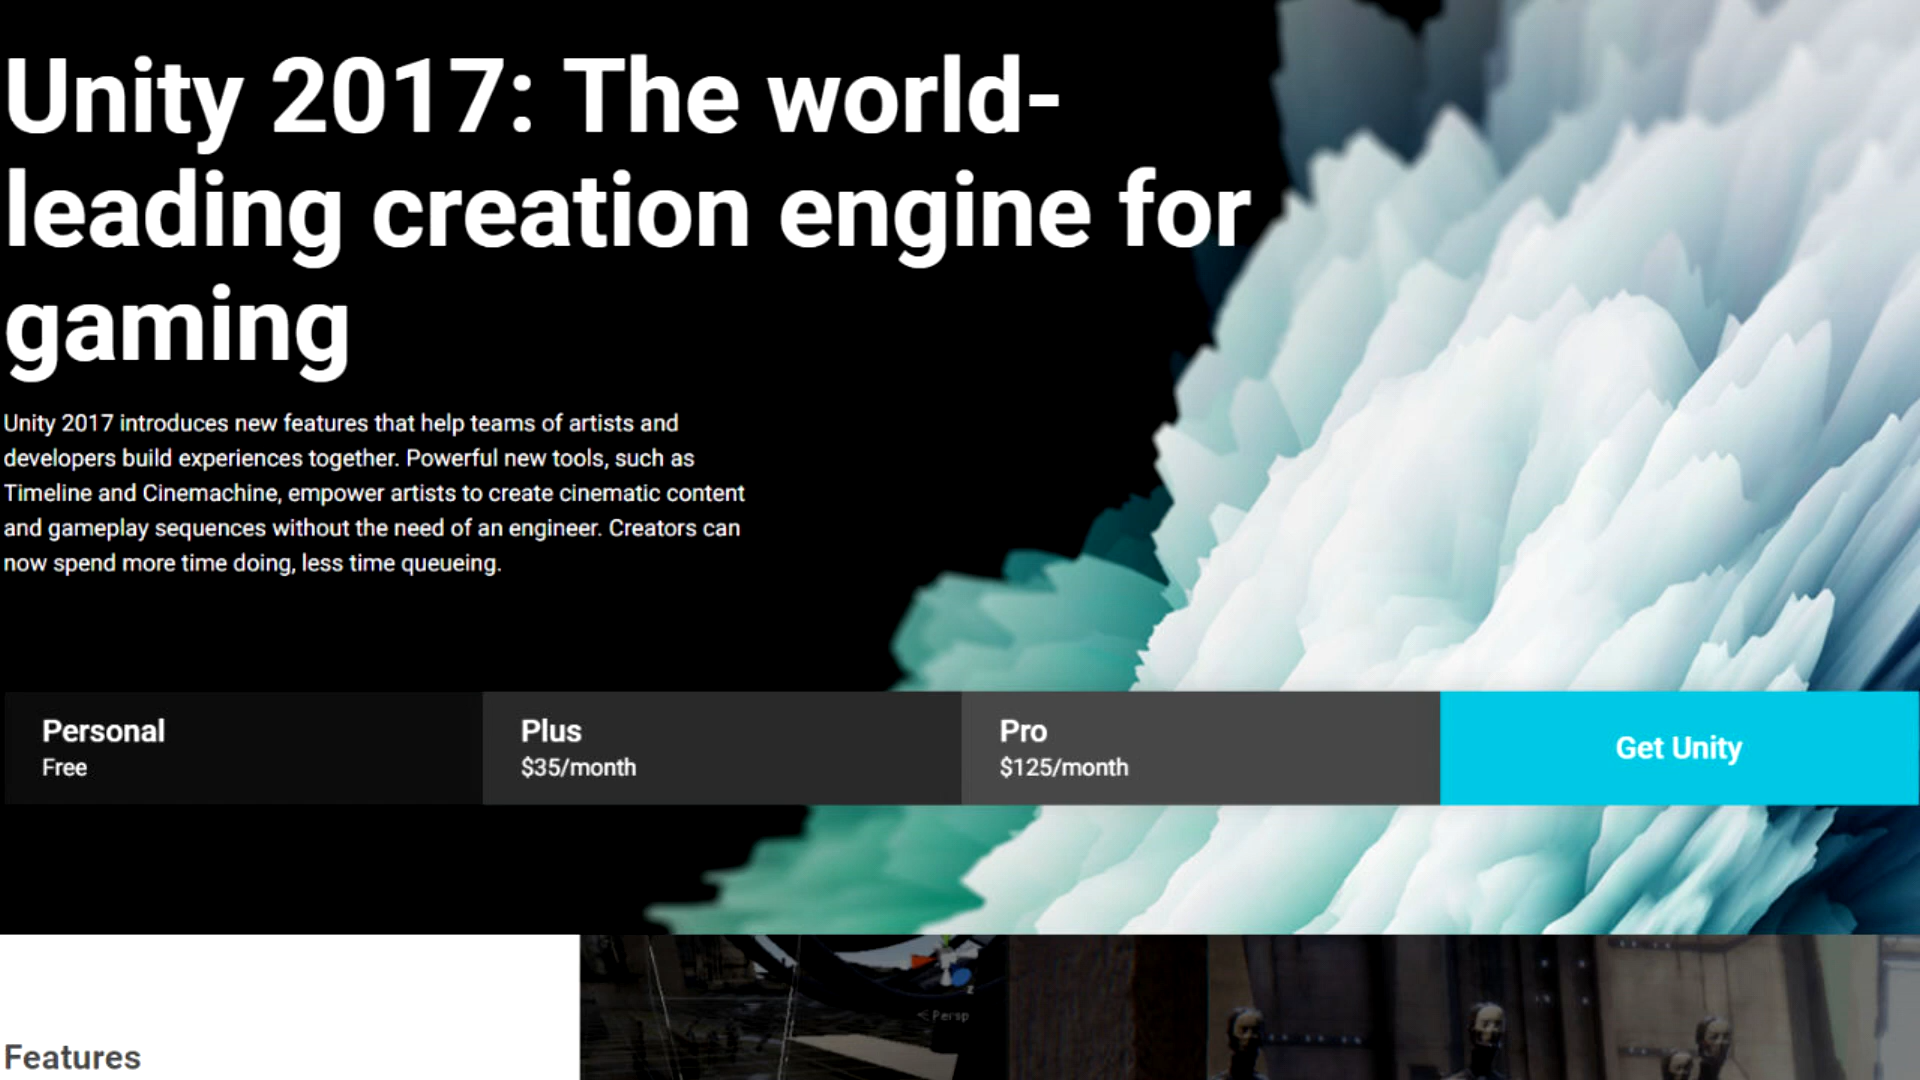 Unity 2017: The world-
leading creation engine for
gaming
Unity 2017 introduces new features that help teams of artists and
developers build experiences together. Powerful new tools, such as
Timeline and Cinemachine, empower artists to create cinematic content
and gameplay sequences without the need of an engineer. Creators can
now spend more time doing, less time queueing.
Personal
Free
Plus
$35/month
Pro
$125/month
Get Unity
z
Persp
Features